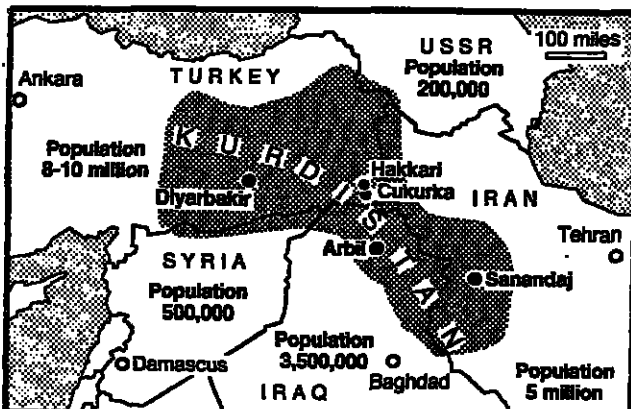 USSR
Population
200,000
100 miles
Ankara
TURKEY
Population
8-10 million
KURDISTAN
Hakkari
Cukurka
Diyarbakir
IRAN
Tehran
Arbil
Sanandaj
SYRIA
Population
500,000
Population
3,500,000
Damascus
Baghdad
IRAQ
Population
5 million